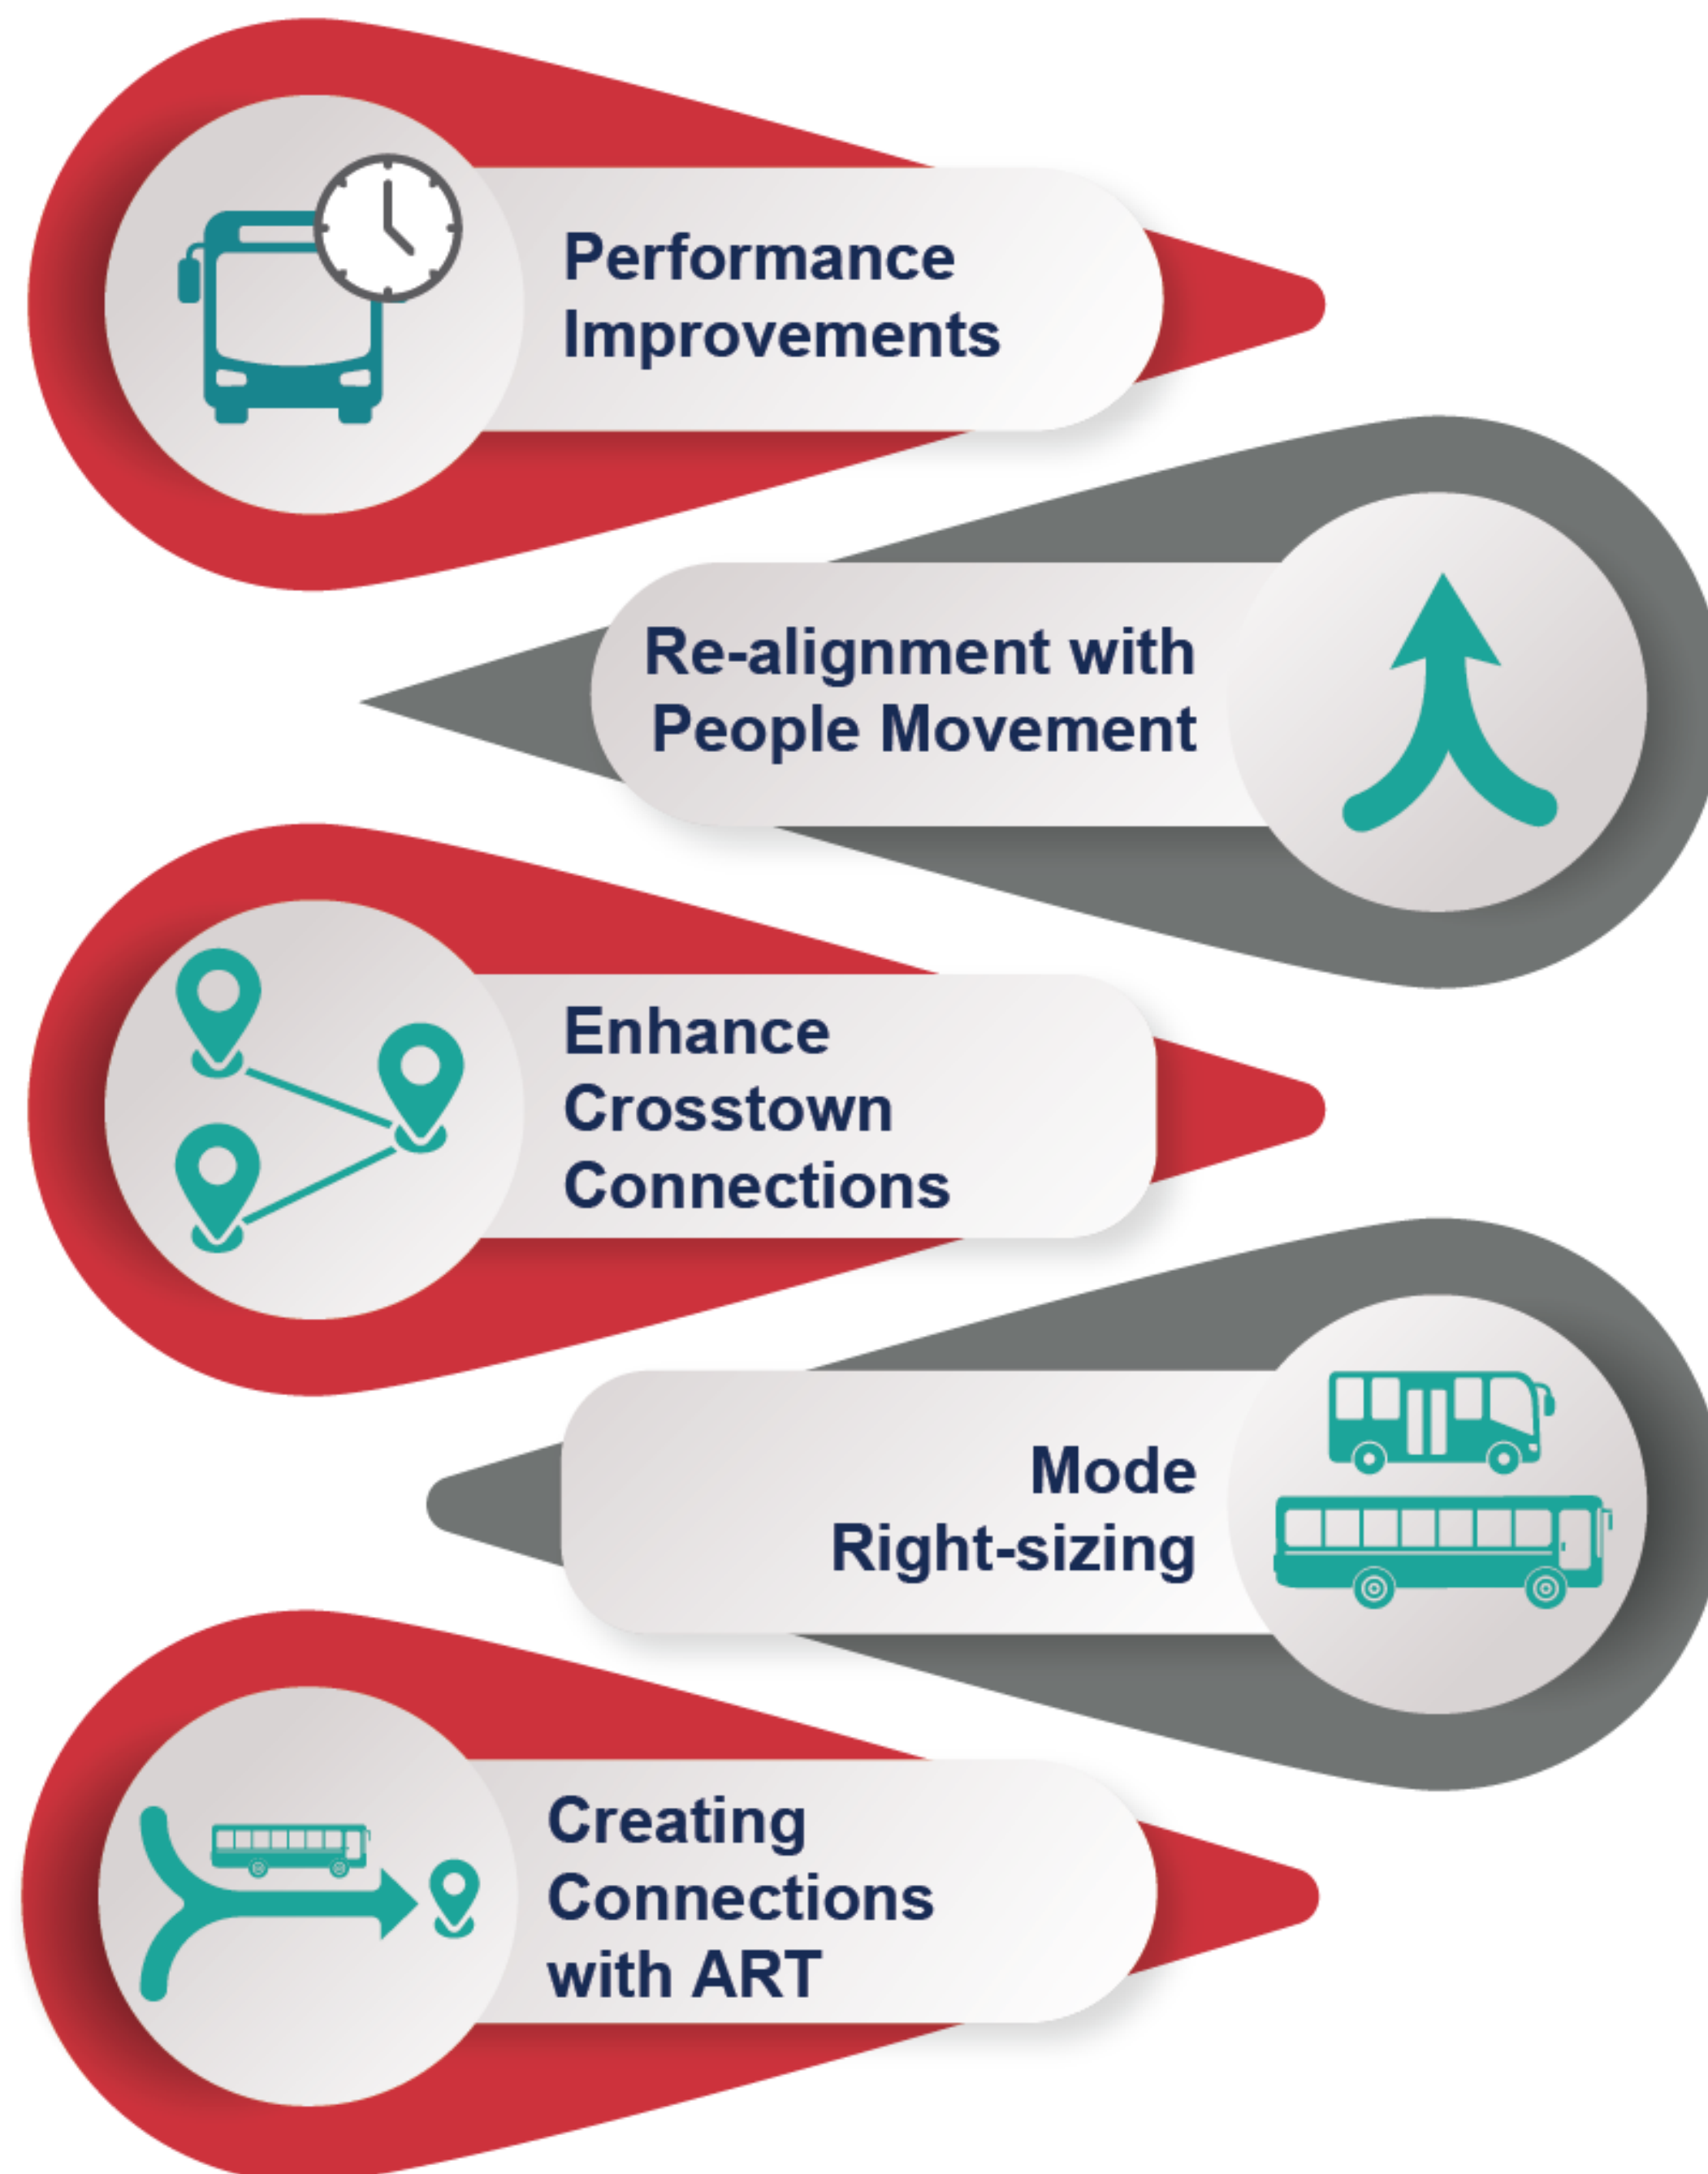 Performance
Improvements
Re-alignment with
People Movement
Enhance
Crosstown
Connections
Mode
Right-sizing
Creating
Connections
with ART